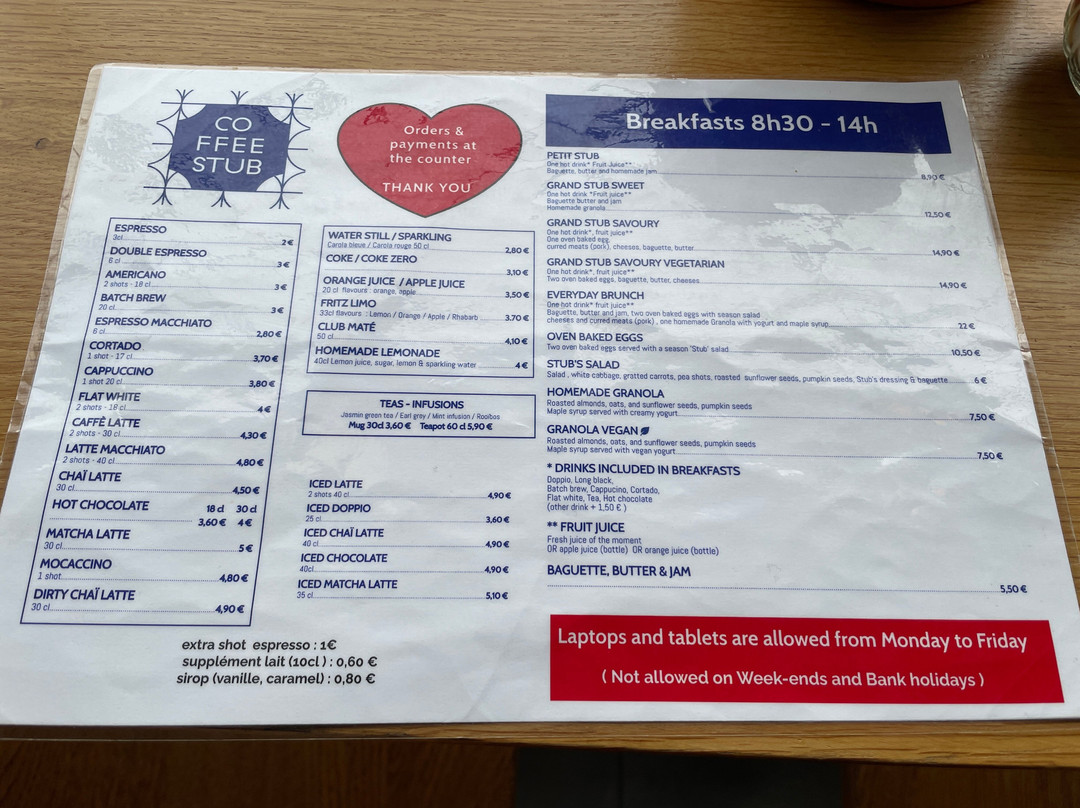 CO
FFEE
STUB
Orders &
payments at
the counter
THANK YOU
ESPRESSO
3cl 2€
DOUBLE ESPRESSO
6 cl 3€
AMERICANO
2 shots - 18 cl 3€
BATCH BREW
20 cl 3€
ESPRESSO MACCHIATO
6 cl 2,80€
CORTADO
1 shot - 17 cl 3,70€
CAPPUCCINO
1 shot 20 cl 3,80€
FLAT WHITE
2 shots - 18 cl 4€
CAFFÈ LATTE
2 shots - 30 cl 4,30€
LATTE MACCHIATO
2 shots - 40 cl 4,80€
CHAÏ LATTE
30 cl 4,50€
HOT CHOCOLATE 18 cl 30 cl
3,60€ 4€
MATCHA LATTE
30 cl 5€
MOCACCINO
1 shot 4,80€
DIRTY CHAÏ LATTE
30 cl 4,90€
extra shot espresso : 1€
supplément lait (10cl ) : 0,60 €
sirop (vanille, caramel) : 0,80 €
WATER STILL / SPARKLING
Carola bleue / Carola rouge 50 cl 2,80€
COKE / COKE ZERO
3,10€
ORANGE JUICE / APPLE JUICE
20 cl flavours : orange, apple 3,50€
FRITZ LIMO
33cl flavours : Lemon / Orange / Apple / Rhabarb 3.70€
CLUB MATÉ
50 cl 4,10€
HOMEMADE LEMONADE
40cl Lemon juice, sugar, lemon & sparkling water 4€
TEAS - INFUSIONS
Jasmin green tea / Earl grey / Mint infusion / Rooibos
Mug 30cl 3,60€ Teapot 60 cl 5,90€
ICED LATTE
2 shots 40 cl 4,90€
ICED DOPPIO
25 cl 3,60€
ICED CHAÏ LATTE
40 cl 4,90€
ICED CHOCOLATE
40cl 4,90€
ICED MATCHA LATTE
35 cl 5,10€
Breakfasts 8h30 - 14h
PETIT STUB
One hot drink* Fruit Juice**
Baguette, butter and homemade jam 8,90€
GRAND STUB SWEET
One hot drink *Fruit juice**
Baguette butter and jam
Homemade granola 12,50€
GRAND STUB SAVOURY
One hot drink*, fruit juice**
One oven baked egg,
curred meats (pork), cheeses, baguette, butter 14,90€
GRAND STUB SAVOURY VEGETARIAN
One hot drink*, fruit juice**
Two oven baked eggs, baguette, butter, cheeses 14,90€
EVERYDAY BRUNCH
One hot drink* fruit juice**
Baguette, butter and jam, two oven baked eggs with season salad
cheeses and curred meats (pork) , one homemade Granola with yogurt and maple syrup 22€
OVEN BAKED EGGS
Two oven baked eggs served with a season 'Stub' salad 10,50€
STUB'S SALAD
Salad , white cabbage, gratted carrots, pea shots, roasted sunflower seeds, pumpkin seeds, Stub's dressing & baguette 6€
HOMEMADE GRANOLA
Roasted almonds, oats, and sunflower seeds, pumpkin seeds
Maple syrup served with creamy yogurt 7,50€
GRANOLA VEGAN
Roasted almonds, oats, and sunflower seeds, pumpkin seeds
Maple syrup served with vegan yogurt 7,50€
* DRINKS INCLUDED IN BREAKFASTS
Doppio, Long black,
Batch brew, Cappucino, Cortado,
Flat white, Tea, Hot chocolate
(other drink + 1,50 € )
** FRUIT JUICE
Fresh juice of the moment
OR apple juice (bottle) OR orange juice (bottle)
BAGUETTE, BUTTER & JAM
5,50€
Laptops and tablets are allowed from Monday to Friday
( Not allowed on Week-ends and Bank holidays )